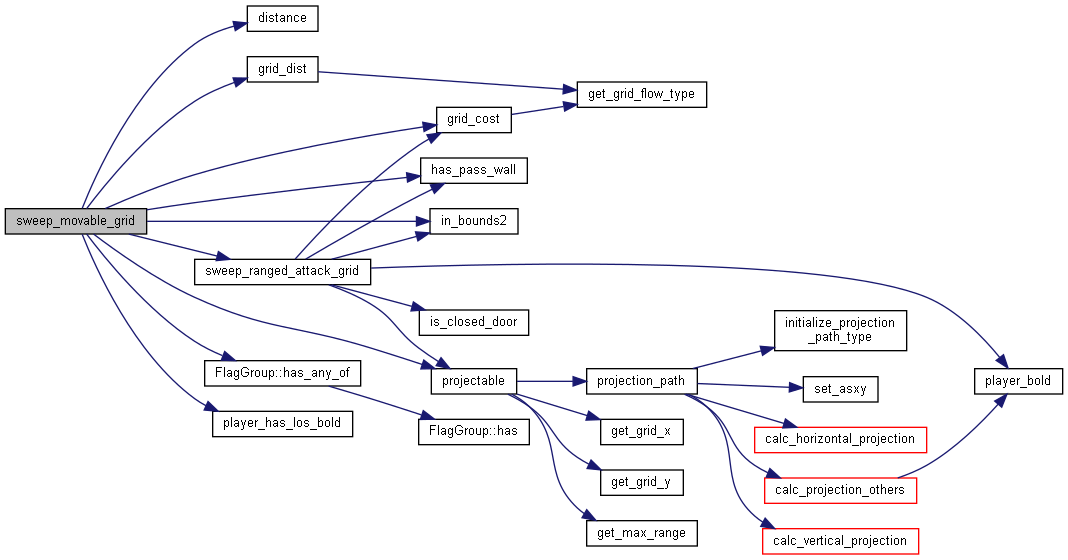 distance
grid_dist
get_grid_flow_type
grid_cost
has_pass_wall
sweep_movable_grid
in_bounds2
sweep_ranged_attack_grid
is_closed_door
initialize_projection
_path_type
FlagGroup::has_any_of
projectable
projection_path
set_asxy
player_bold
player_has_los_bold
FlagGroup::has
get_grid_x
calc_horizontal_projection
get_grid_y
calc_projection_others
get_max_range
calc_vertical_projection